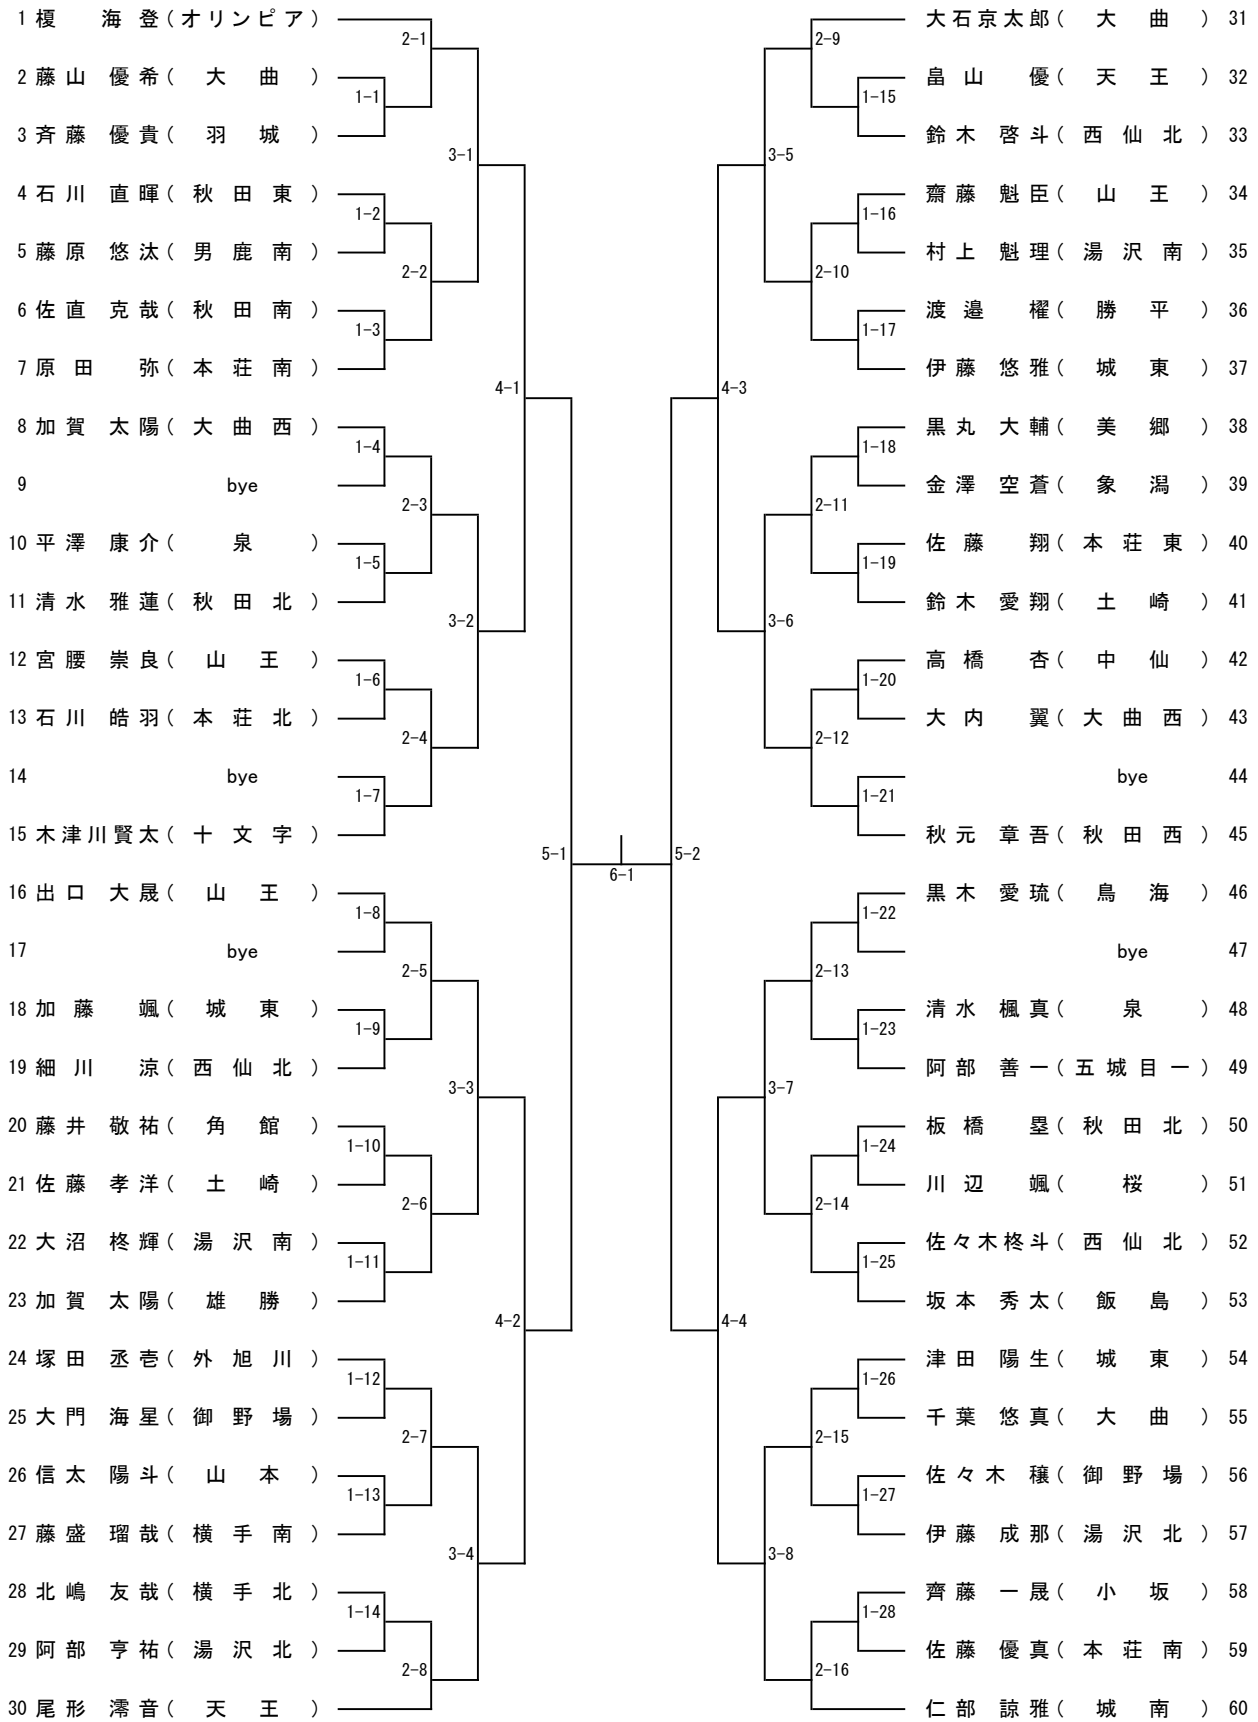 1 榎 海登(オリンピア)
2-1
2 藤山 優希(大曲)
1-1
3 斉藤 優貴(羽城)
3-1
4 石川 直暉(秋田東)
1-2
5 藤原 悠汰(男鹿南)
2-2
6 佐直 克哉(秋田南)
1-3
7 原田 弥(本荘南)
4-1
8 加賀 太陽(大曲西)
1-4
9 bye
2-3
10 平澤 康介(泉)
1-5
11 清水 雅蓮(秋田北)
3-2
12 宮腰 崇良(山王)
1-6
13 石川 皓羽(本荘北)
2-4
14 bye
1-7
15 木津川賢太(十文字)
5-1
16 出口 大晟(山王)
1-8
17 bye
2-5
18 加藤 颯(城東)
1-9
19 細川 涼(西仙北)
3-3
20 藤井 敬祐(角館)
1-10
21 佐藤 孝洋(土崎)
2-6
22 大沼 柊輝(湯沢南)
1-11
23 加賀 太陽(雄勝)
4-2
24 塚田 丞壱(外旭川)
1-12
25 大門 海星(御野場)
2-7
26 信太 陽斗(山本)
1-13
27 藤盛 瑠哉(横手南)
3-4
28 北嶋 友哉(横手北)
1-14
29 阿部 亨祐(湯沢北)
2-8
30 尾形 澪音(天王)
6-1
大石京太郎(大曲) 31
2-9
畠山 優(天王) 32
1-15
鈴木 啓斗(西仙北) 33
3-5
齋藤 魁臣(山王) 34
1-16
村上 魁理(湯沢南) 35
2-10
渡邉 櫂(勝平) 36
1-17
伊藤 悠雅(城東) 37
4-3
黒丸 大輔(美郷) 38
1-18
金澤 空蒼(象潟) 39
2-11
佐藤 翔(本荘東) 40
1-19
鈴木 愛翔(土崎) 41
3-6
高橋 杏(中仙) 42
1-20
大内 翼(大曲西) 43
2-12
bye 44
1-21
秋元 章吾(秋田西) 45
5-2
黒木 愛琉(鳥海) 46
1-22
bye 47
2-13
清水 楓真(泉) 48
1-23
阿部 善一(五城目一) 49
3-7
板橋 塁(秋田北) 50
1-24
川辺 颯(桜) 51
2-14
佐々木柊斗(西仙北) 52
1-25
坂本 秀太(飯島) 53
4-4
津田 陽生(城東) 54
1-26
千葉 悠真(大曲) 55
2-15
佐々木 穣(御野場) 56
1-27
伊藤 成那(湯沢北) 57
3-8
齊藤 一晟(小坂) 58
1-28
佐藤 優真(本荘南) 59
2-16
仁部 諒雅(城南) 60